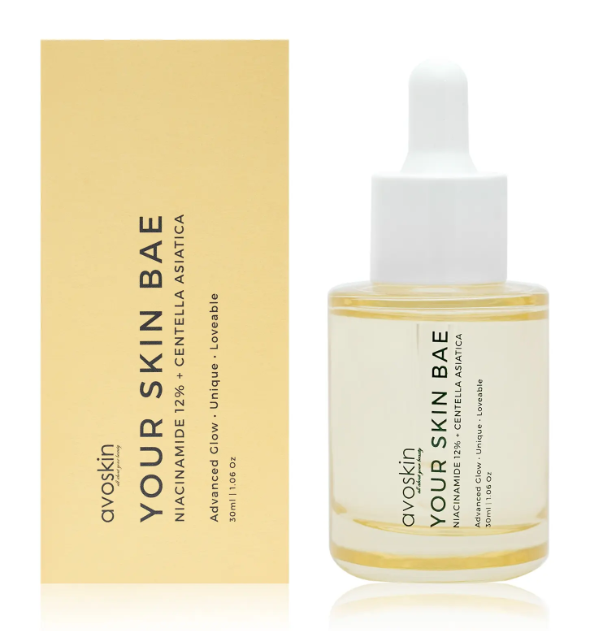 avoskin
YOUR SKIN BAE
NIACINAMIDE 12% + CENTELLA ASIATICA
Advanced Glow · Unique · Loveable
30ml | 1.06 Oz
avoskin
YOUR SKIN BAE
NIACINAMIDE 12% + CENTELLA ASIATICA
Advanced Glow · Unique · Loveable
30ml | 1.06 Oz